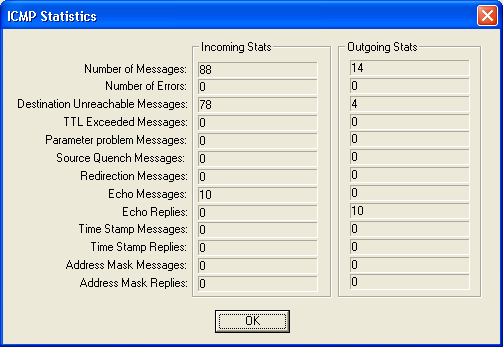 ICMP Statistics
Incoming Stats Outgoing Stats
Number of Messages: 88 14
Number of Errors: 0 0
Destination Unreachable Messages: 78 4
TTL Exceeded Messages: 0 0
Parameter problem Messages: 0 0
Source Quench Messages: 0 0
Redirection Messages: 0 0
Echo Messages: 10 0
Echo Replies: 0 10
Time Stamp Messages: 0 0
Time Stamp Replies: 0 0
Address Mask Messages: 0 0
Address Mask Replies: 0 0
OK